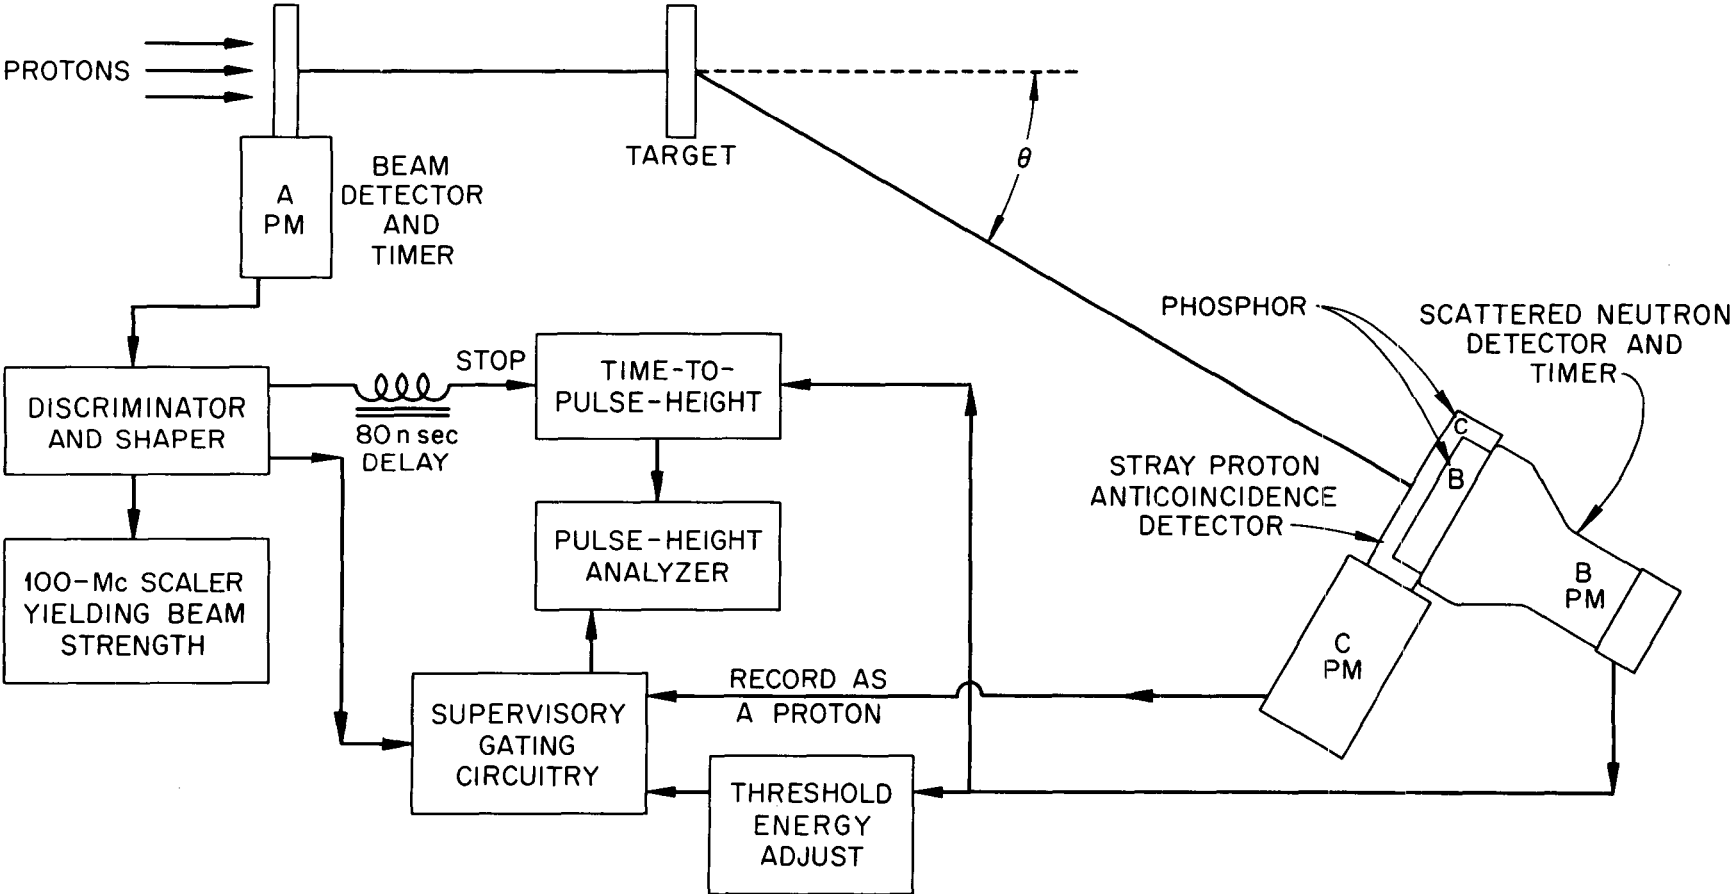 PROTONS
A
PM
BEAM
DETECTOR
AND
TIMER
TARGET
θ
PHOSPHOR
SCATTERED NEUTRON
DETECTOR AND
TIMER
C
B
STRAY PROTON
ANTICOINCIDENCE
DETECTOR
B
PM
C
PM
DISCRIMINATOR
AND SHAPER
STOP
80 n sec
DELAY
TIME-TO-
PULSE-HEIGHT
PULSE-HEIGHT
ANALYZER
100-Mc SCALER
YIELDING BEAM
STRENGTH
SUPERVISORY
GATING
CIRCUITRY
RECORD AS
A PROTON
THRESHOLD
ENERGY
ADJUST